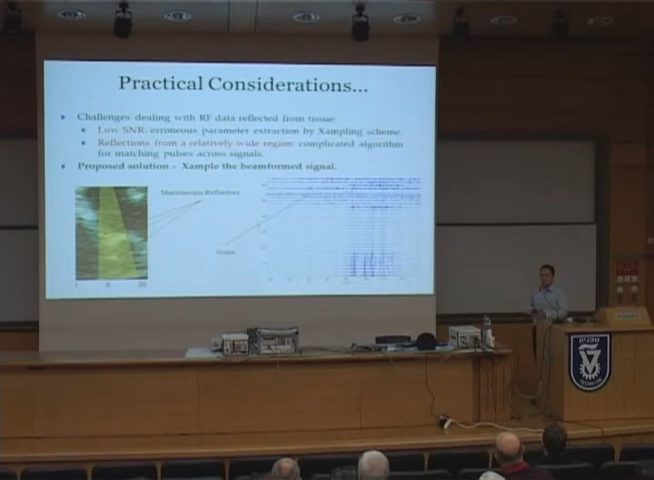 Practical Considerations...
Challenges dealing with RF data reflected from tissue:
Low SNR: erroneous parameter extraction by Xampling scheme.
Reflections from a relatively wide region: complicated algorithm
for matching pulses across signals.
Proposed solution - Xample the beamformed signal.
Macroscopic Reflectors
Noise